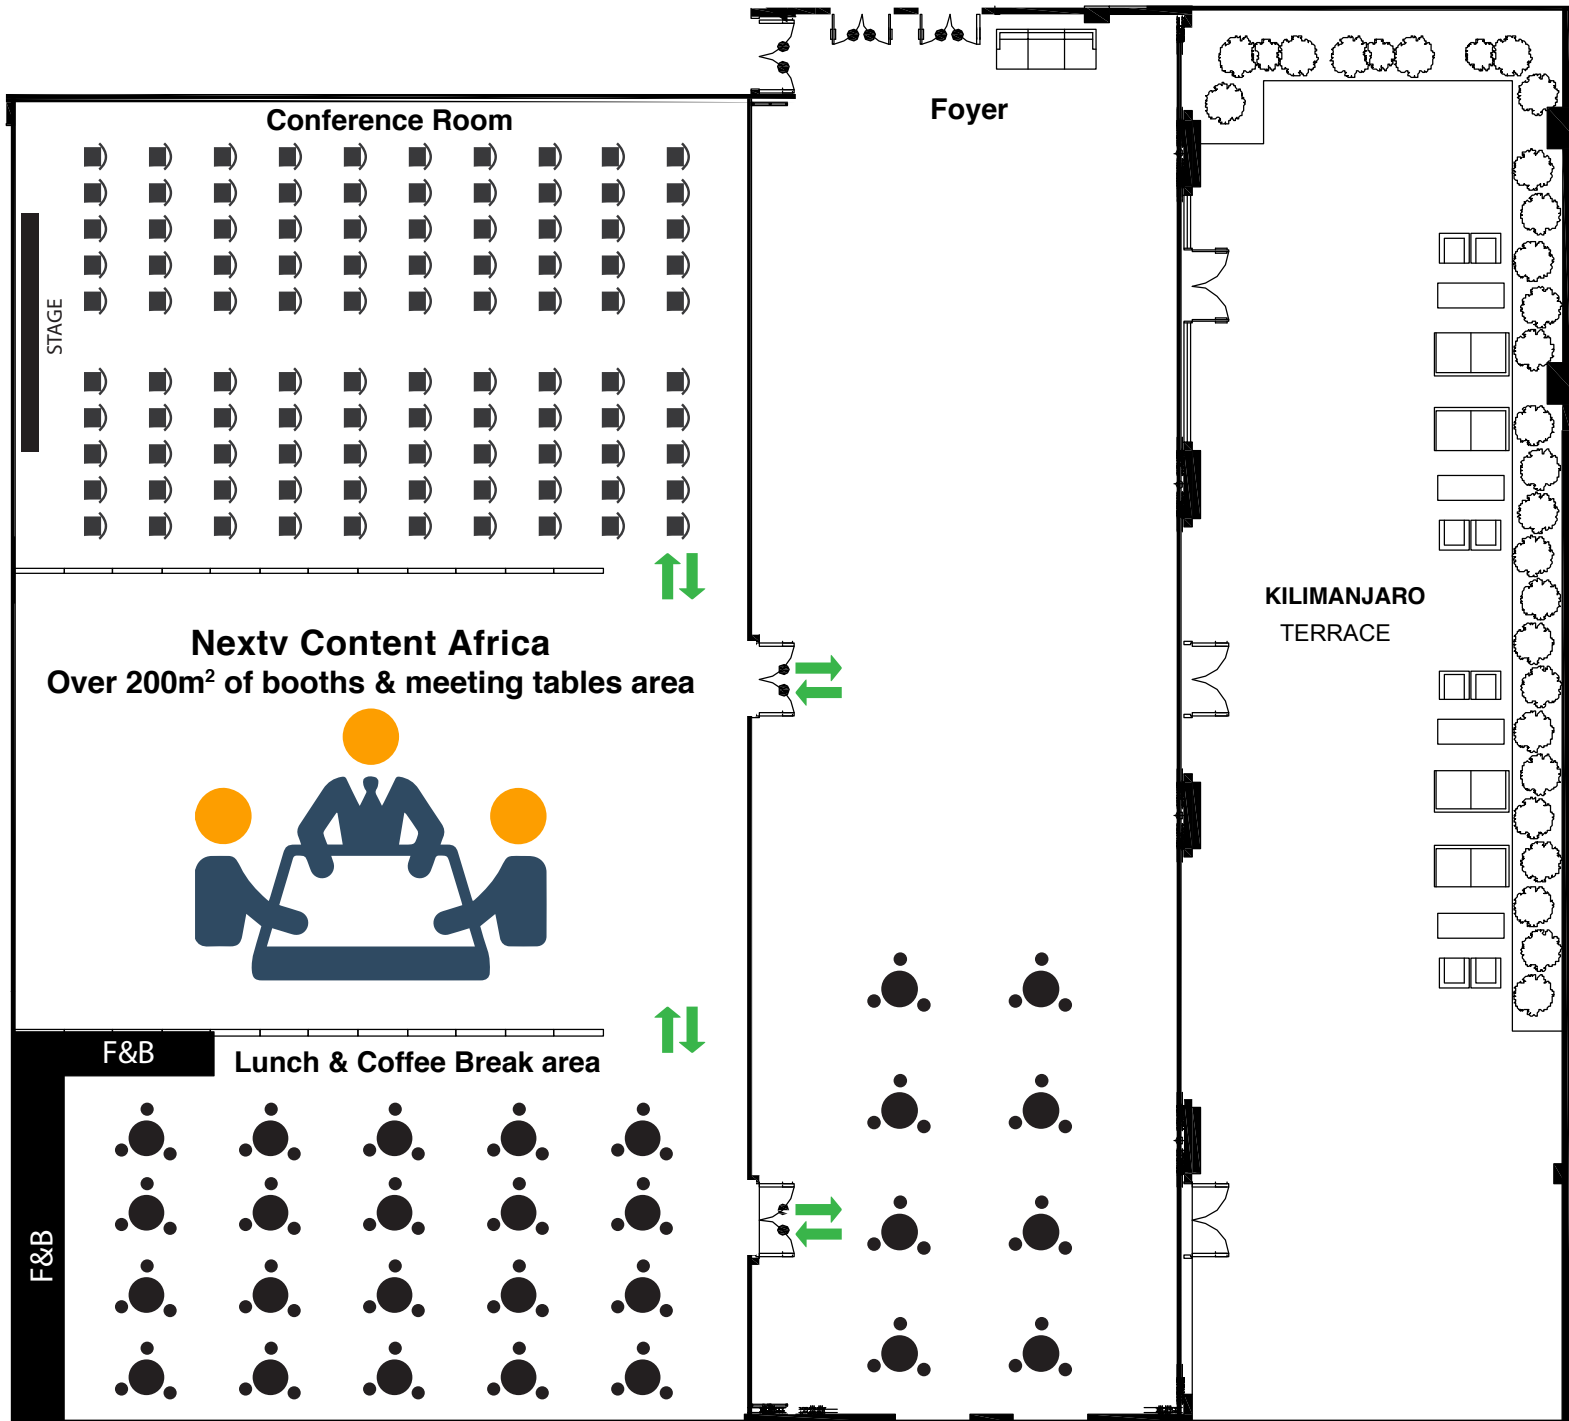 Foyer
Conference Room
STAGE
KILIMANJARO
TERRACE
Nextv Content Africa
Over 200m² of booths & meeting tables area
F&B
Lunch & Coffee Break area
F&B